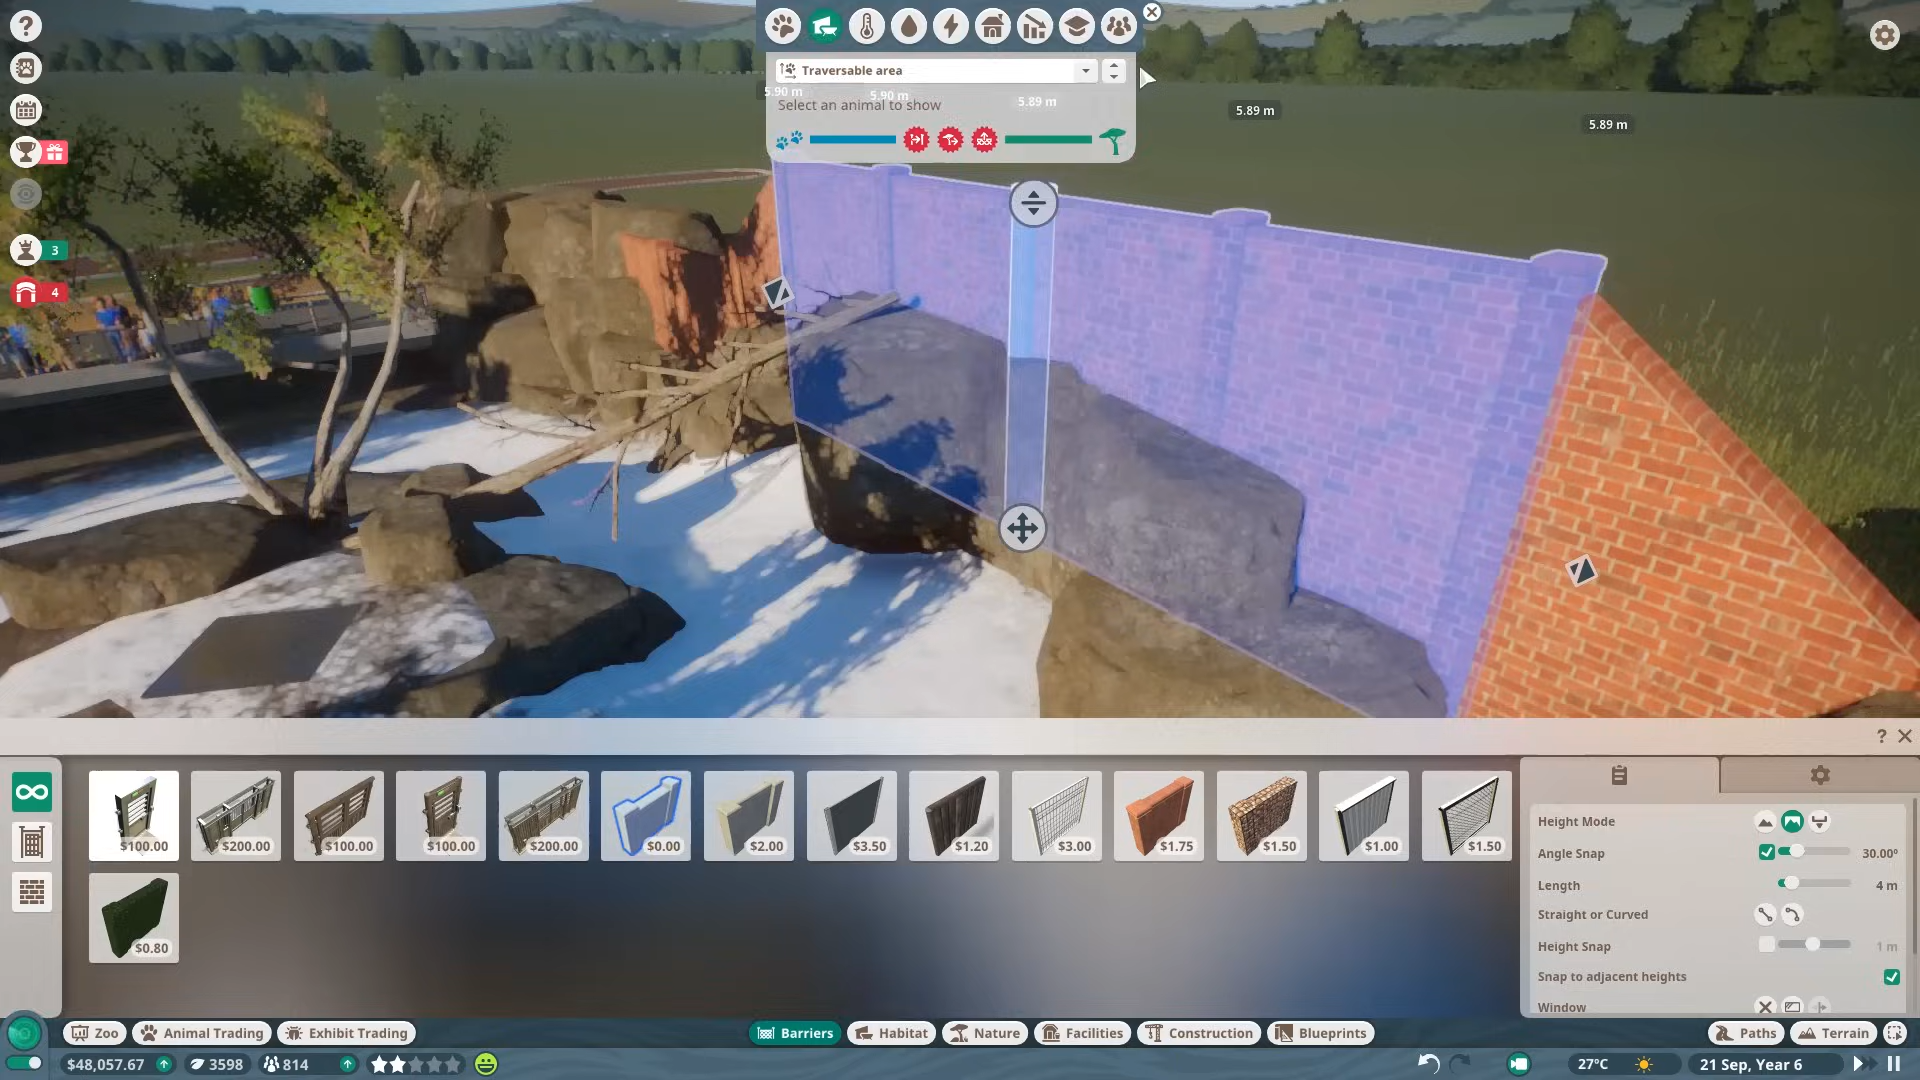 Traversable area
5.90 m
5.90 m
5.89 m
5.89 m
5.89 m
Select an animal to show
3
4
?
$100.00
$200.00
$100.00
$100.00
$200.00
$0.00
$2.00
$3.50
$1.20
$3.00
$1.75
$1.50
$1.00
$1.50
$0.80
Height Mode
Angle Snap
30.00º
Length
4 m
Straight or Curved
Height Snap
1 m
Snap to adjacent heights
Window
Zoo
Animal Trading
Exhibit Trading
Barriers
Habitat
Nature
Facilities
Construction
Blueprints
Paths
Terrain
$48,057.67
3598
814
27°C
21 Sep, Year 6